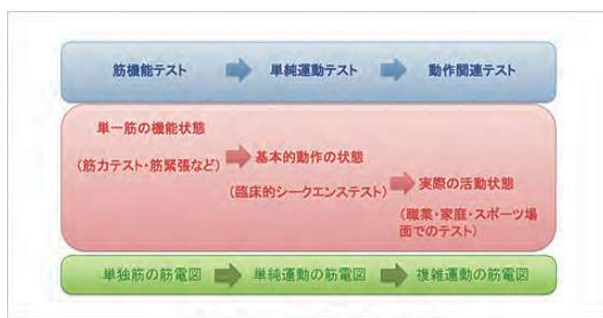 筋機能テスト 単純運動テスト 動作関連テスト
単一筋の機能状態
(筋力テスト・筋緊張など)
基本的動作の状態
(臨床的シークエンステスト)
実際の活動状態
(職業・家庭・スポーツ場
面でのテスト)
単独筋の筋電図 単純運動の筋電図 複雑運動の筋電図